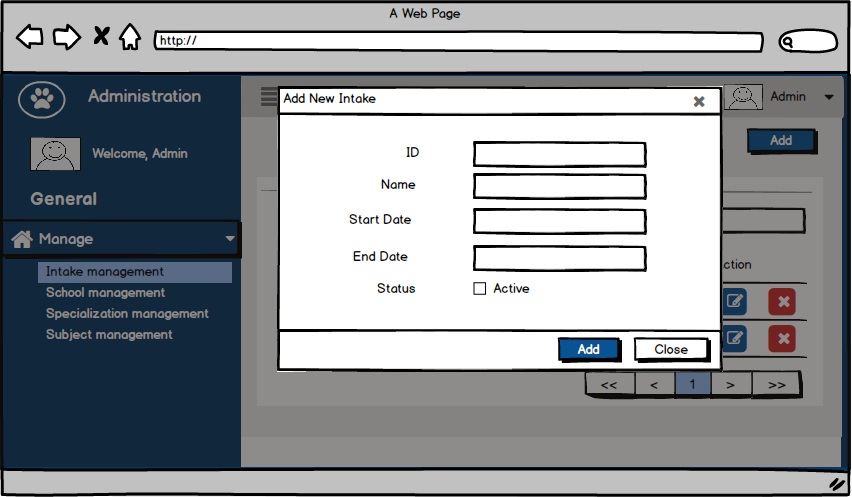 A Web Page
http://
Administration
Add New Intake
Admin
Welcome, Admin
Add
ID
Name
General
Start Date
Manage
End Date
ction
Intake management
Status
Active
School management
Specialization management
Subject management
Add
Close
<< < 1 > >>